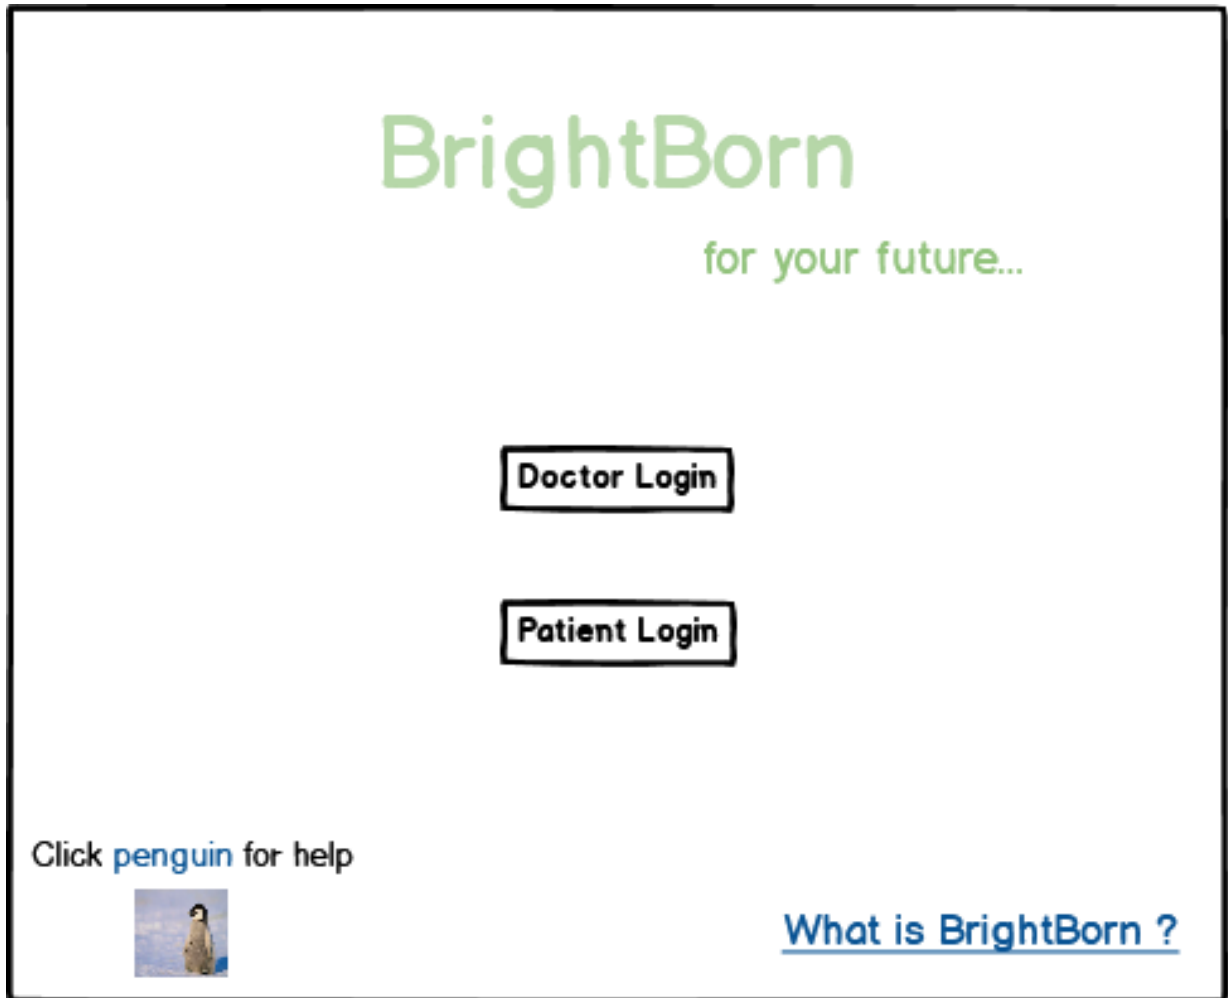 BrightBorn
for your future...
Doctor Login
Patient Login
Click penguin for help
What is BrightBorn ?